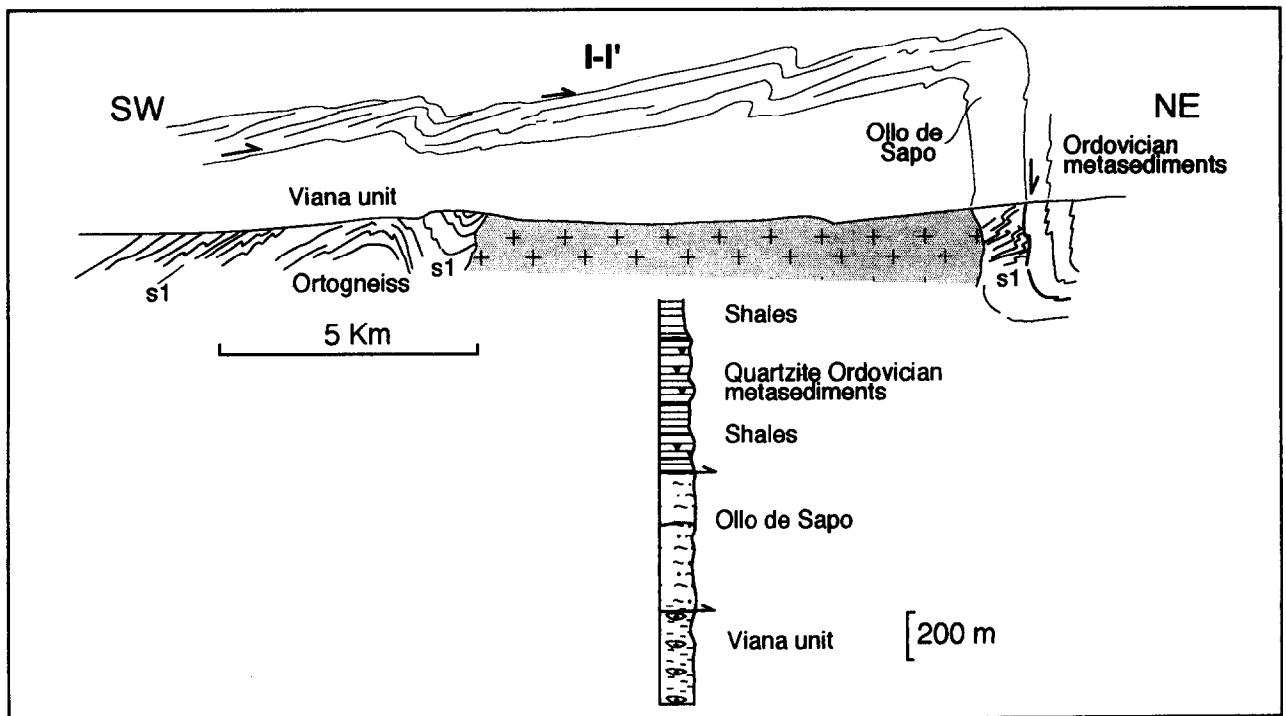 I-I'
SW
NE
Ollo de
Sapo
Ordovician
metasediments
Viana unit
s1
Ortogneiss
s1
s1
5 Km
Shales
Quartzite Ordovician
metasediments
Shales
Ollo de Sapo
Viana unit
200 m